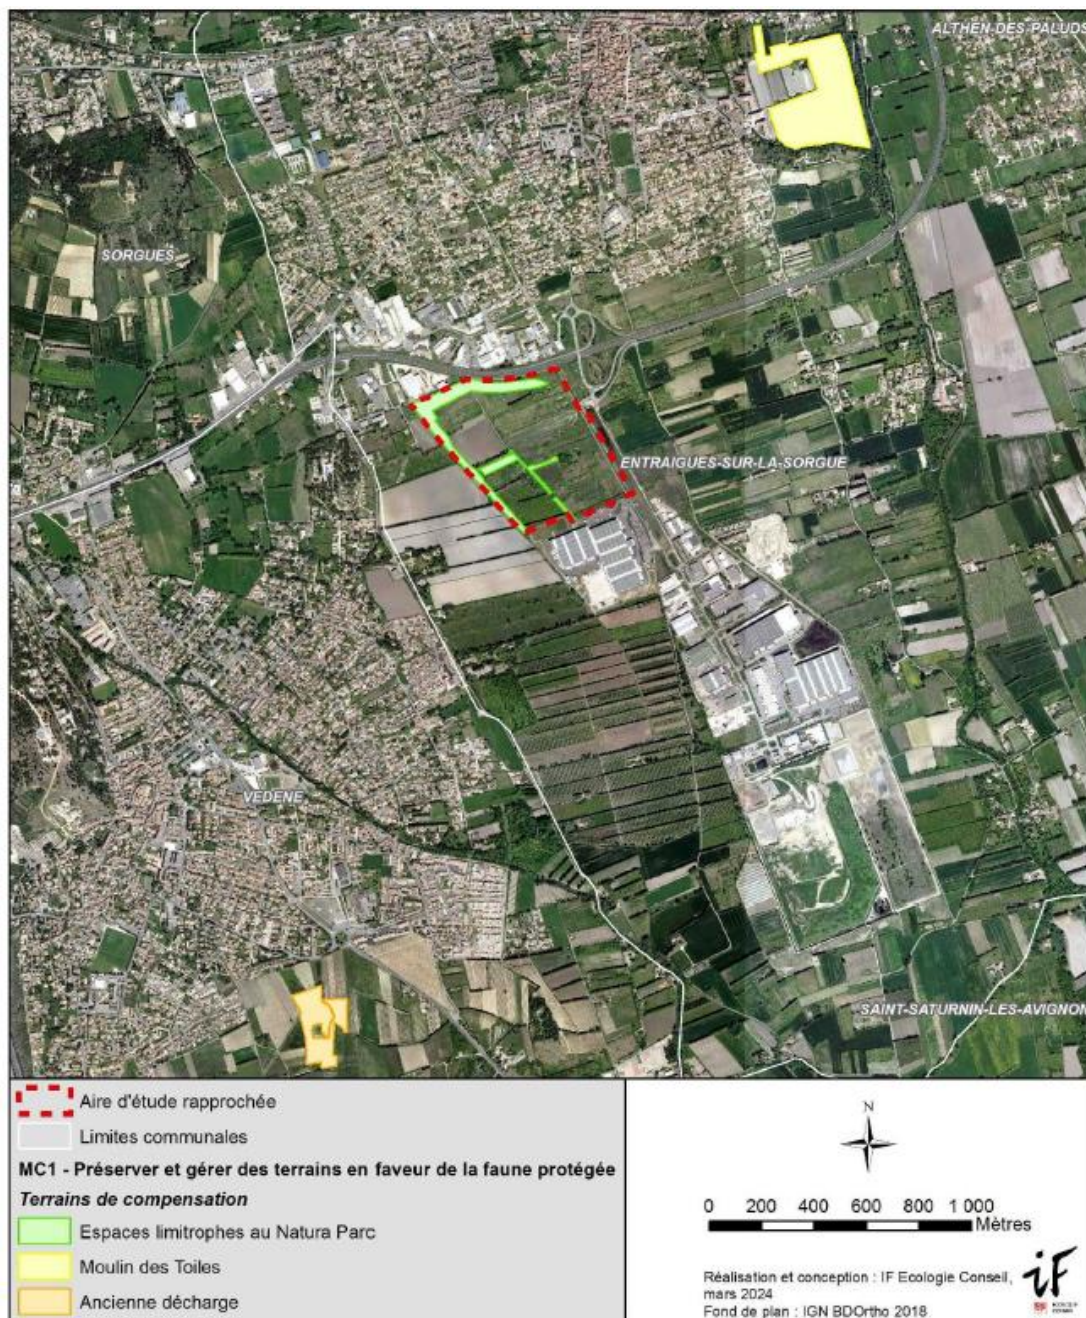 ALTHEN-DES-PALUDS
SORGUES
ENTRAIGUES-SUR-LA-SORGUE
VEDENE
SAINT-SATURNIN-LES-AVIGNON
Aire d'étude rapprochée
Limites communales
MC1 - Préserver et gérer des terrains en faveur de la faune protégée
Terrains de compensation
Espaces limitrophes au Natura Parc
Moulin des Toiles
Ancienne décharge
N
0 200 400 600 800 1 000
Mètres
Réalisation et conception : IF Ecologie Conseil,
mars 2024
Fond de plan : IGN BDOrtho 2018
iF